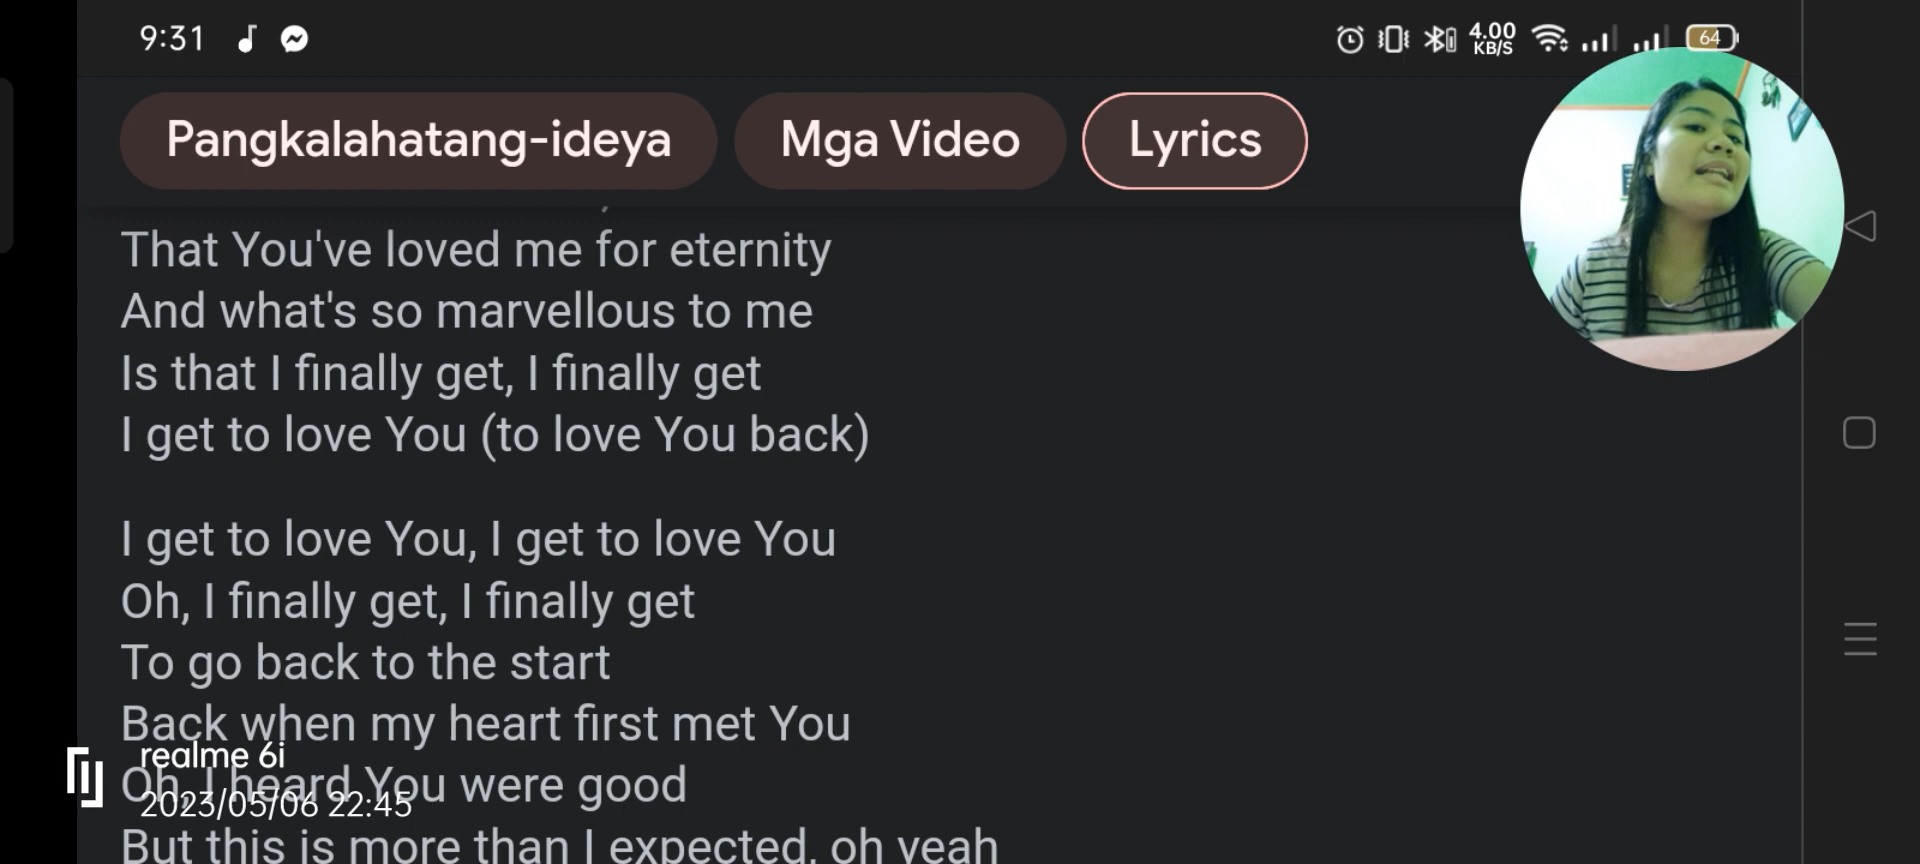 9:31
4.00
KB/S
64
Pangkalahatang-ideya
Mga Video
Lyrics
That You've loved me for eternity
And what's so marvellous to me
Is that I finally get, I finally get
I get to love You (to love You back)
I get to love You, I get to love You
Oh, I finally get, I finally get
To go back to the start
Back when my heart first met You
realme 6i
Oh, I heard You were good
2023/05/06 22:45
But this is more than I expected, oh yeah